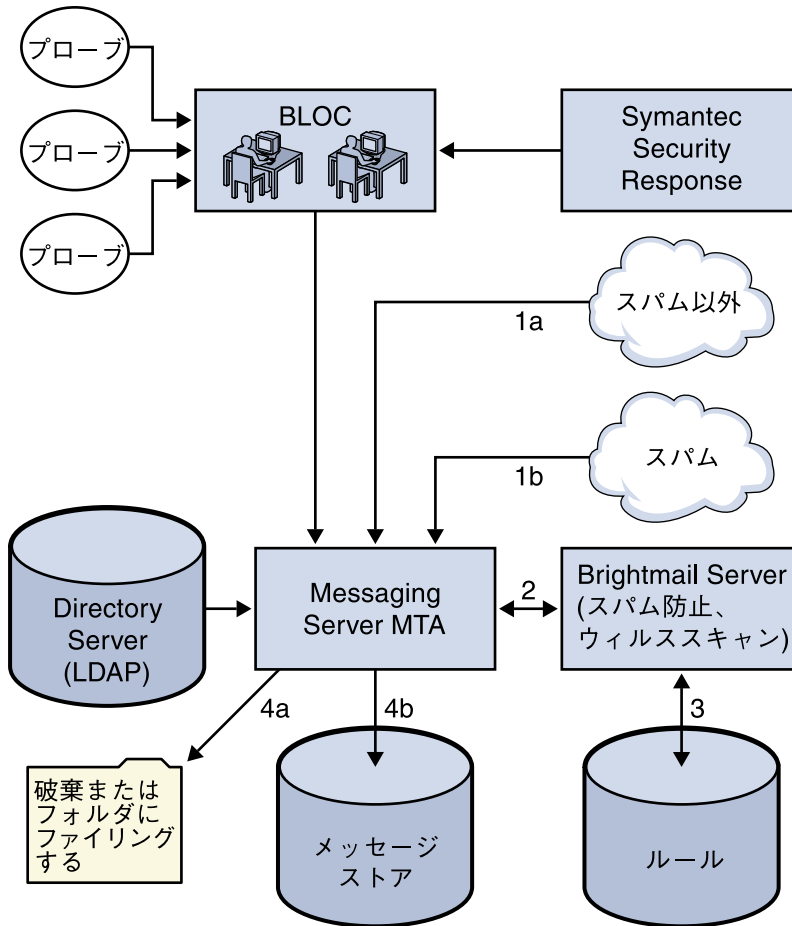 プローブ
プローブ
プローブ
BLOC
Symantec
Security
Response
スパム以外
1a
スパム
1b
Directory
Server
(LDAP)
Messaging
Server MTA
2
Brightmail Server
(スパム防止、
ウィルススキャン)
4a
4b
3
破棄または
フォルダに
ファイリング
する
メッセージ
ストア
ルール